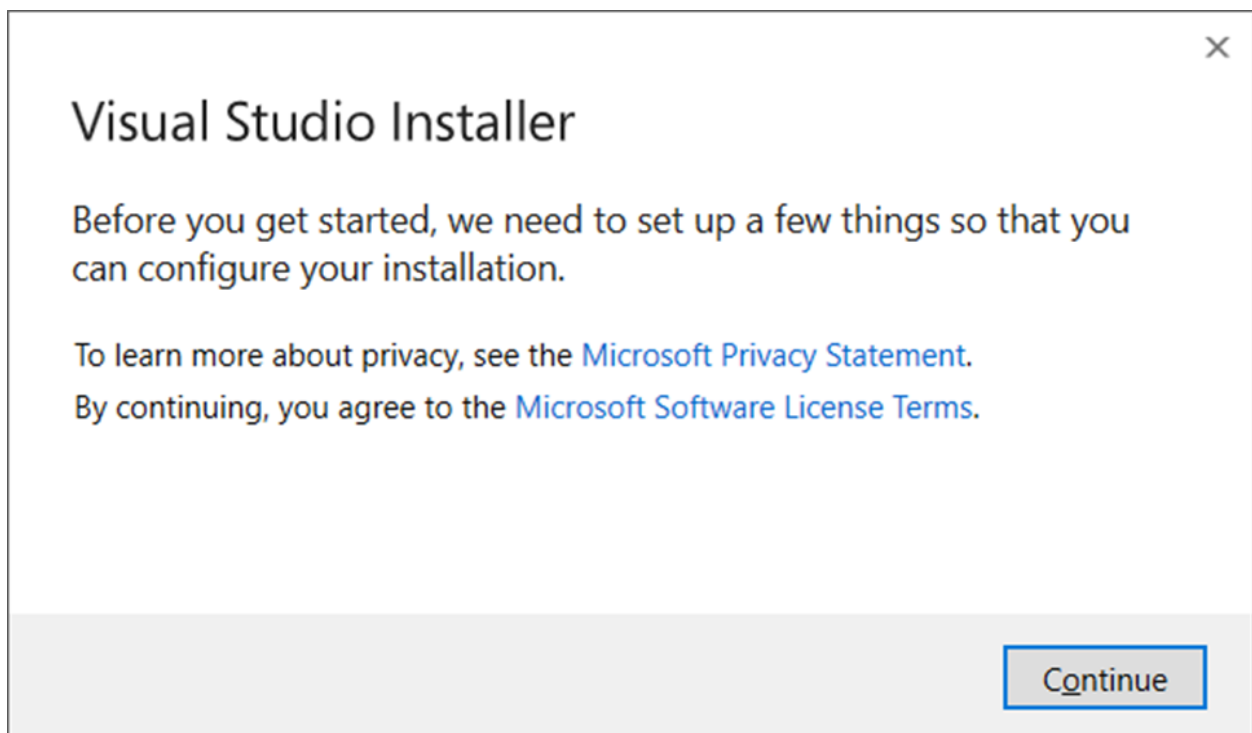 Visual Studio Installer
Before you get started, we need to set up a few things so that you
can configure your installation.
To learn more about privacy, see the Microsoft Privacy Statement.
By continuing, you agree to the Microsoft Software License Terms.
Continue